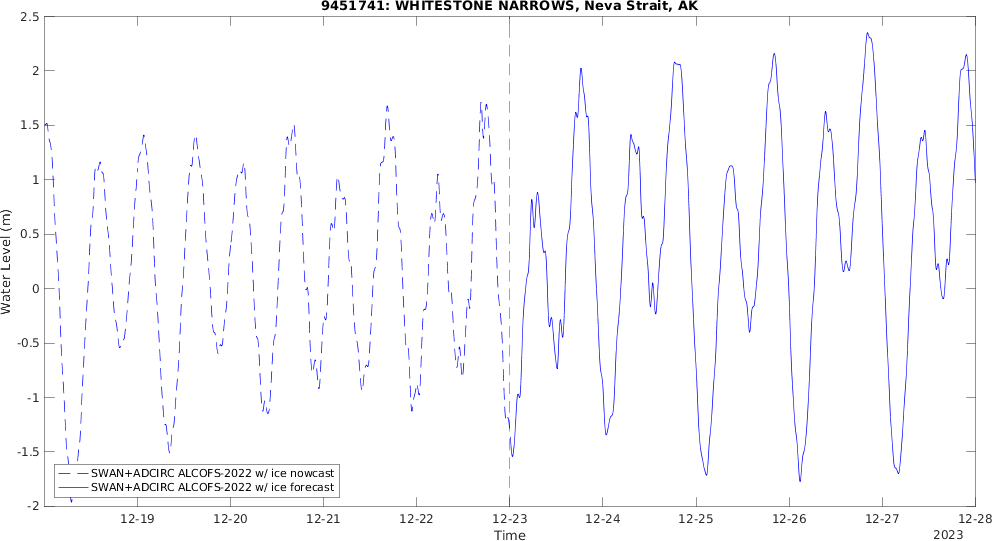 9451741: WHITESTONE NARROWS, Neva Strait, AK
2.5
2
1.5
1
0.5
0
-0.5
-1
-1.5
-2
Water Level (m)
SWAN+ADCIRC ALCOFS-2022 w/ ice nowcast
SWAN+ADCIRC ALCOFS-2022 w/ ice forecast
12-19 12-20 12-21 12-22 12-23 12-24 12-25 12-26 12-27 12-28
Time
2023